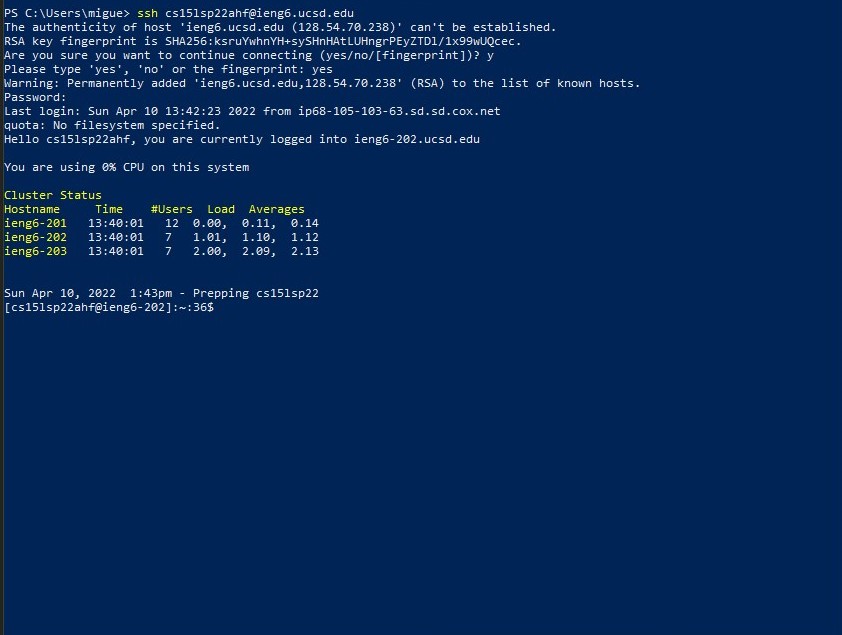 PS C:\Users\migue> ssh cs15lsp22ahf@ieng6.ucsd.edu
The authenticity of host 'ieng6.ucsd.edu (128.54.70.238)' can't be established.
RSA key fingerprint is SHA256:ksruYwhnYH+sySHnHAtLUHngrPEyZTDl/1x99wUQcec.
Are you sure you want to continue connecting (yes/no/[fingerprint])? y
Please type 'yes', 'no' or the fingerprint: yes
Warning: Permanently added 'ieng6.ucsd.edu,128.54.70.238' (RSA) to the list of known hosts.
Password:
Last login: Sun Apr 10 13:42:23 2022 from ip68-105-103-63.sd.sd.cox.net
quota: No filesystem specified.
Hello cs15lsp22ahf, you are currently logged into ieng6-202.ucsd.edu
You are using 0% CPU on this system
Cluster Status
Hostname     Time    #Users  Load  Averages
ieng6-201   13:40:01   12  0.00,  0.11,  0.14
ieng6-202   13:40:01   7  1.01,  1.10,  1.12
ieng6-203   13:40:01   7  2.00,  2.09,  2.13
Sun Apr 10, 2022  1:43pm - Prepping cs15lsp22
[cs15lsp22ahf@ieng6-202]:~:36$